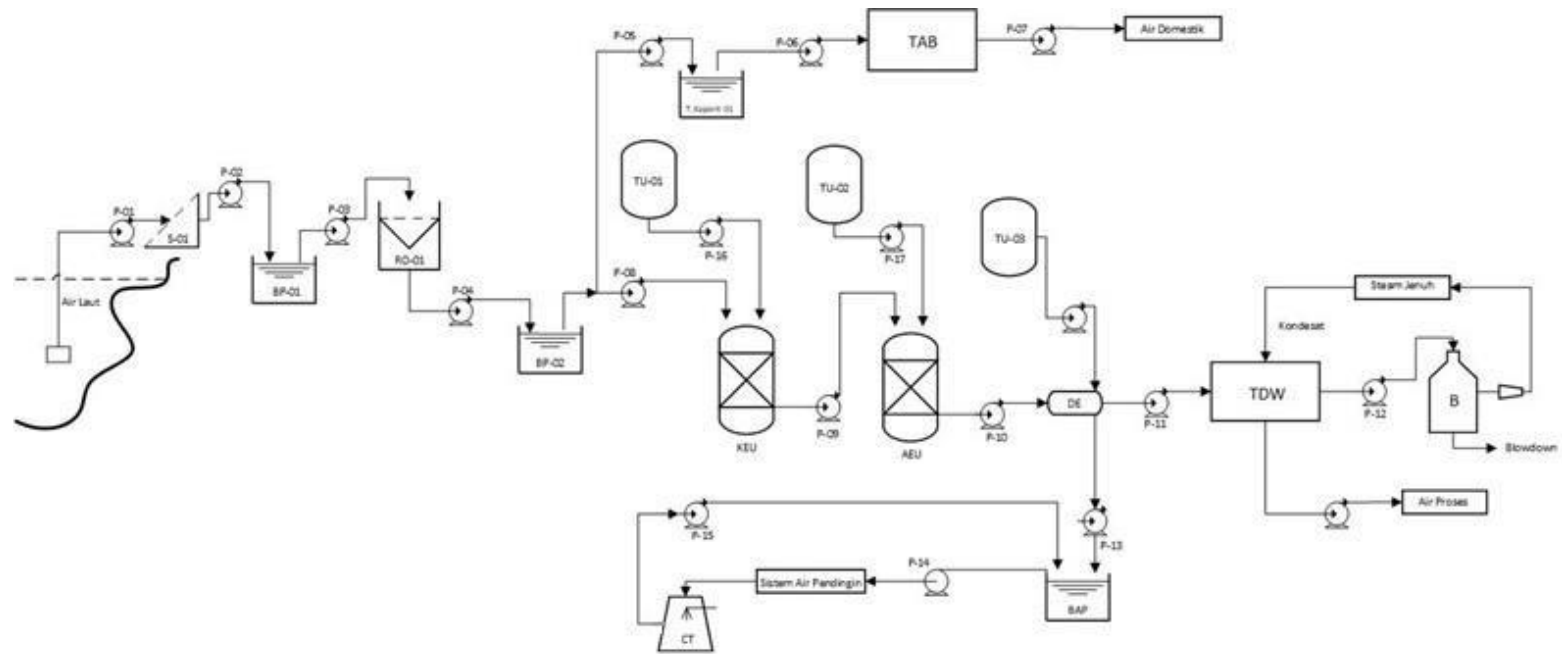 P-05
P-06
TAB
P-07
Air Domestik
T. Kaporit 01
TU-01
TU-02
P-02
P-01
S-01
P-03
RO-01
P-16
P-17
TU-03
BP-01
Air Laut
P-04
P-08
BP-02
Steam Jenuh
Kondesat
TDW
P-12
B
Blowdown
KEU
P-09
AEU
P-10
DE
P-11
Air Proses
P-15
P-13
P-14
Sistem Air Pendingin
BAP
CT